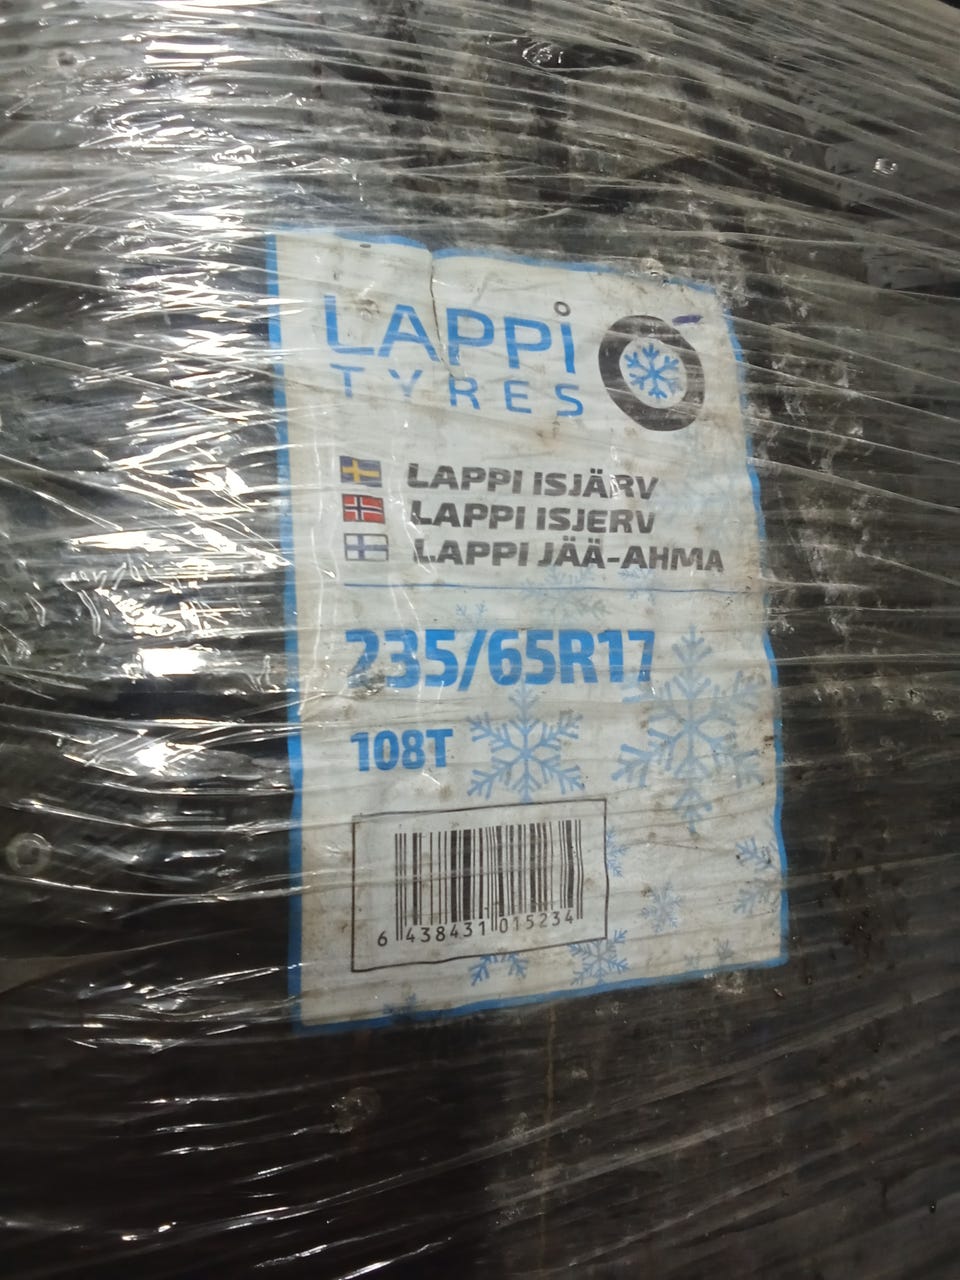 LAPPi
TYRES
LAPPI ISJÄRV
LAPPI ISJERV
LAPPI JÄÄ-AHMA
235/65R17
108T
6 438431 015234